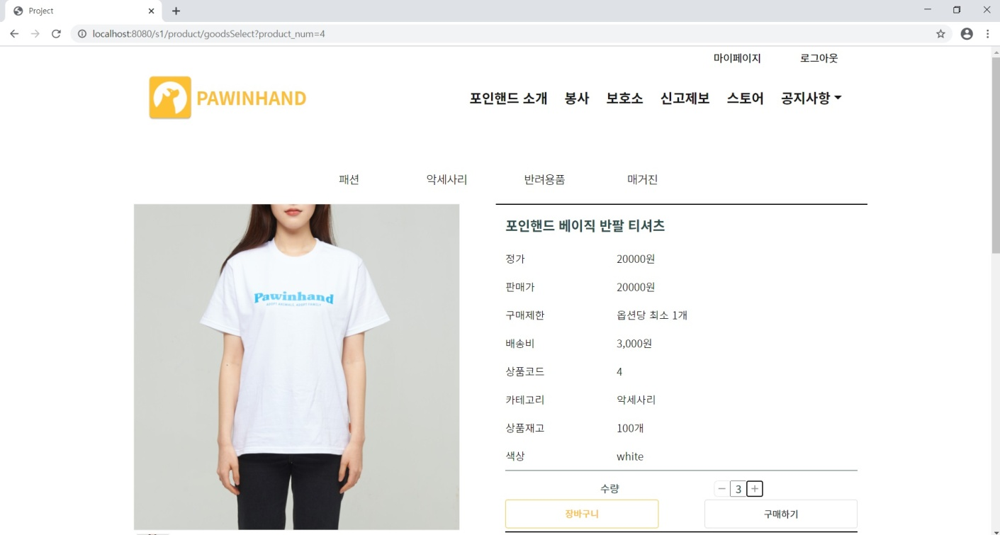 Project
localhost:8080/s1/product/goodsSelect?product_num=4
마이페이지 로그아웃
PAWINHAND 포인핸드 소개 봉사 보호소 신고제보 스토어 공지사항
패션 악세사리 반려용품 매거진
Pawinhand
ADOPT ANIMALS, ADOPT FAMILY
포인핸드 베이직 반팔 티셔츠
정가 20000원
판매가 20000원
구매제한 옵션당 최소 1개
배송비 3,000원
상품코드 4
카테고리 악세사리
상품재고 100개
색상 white
수량 － 3 +
장바구니 구매하기